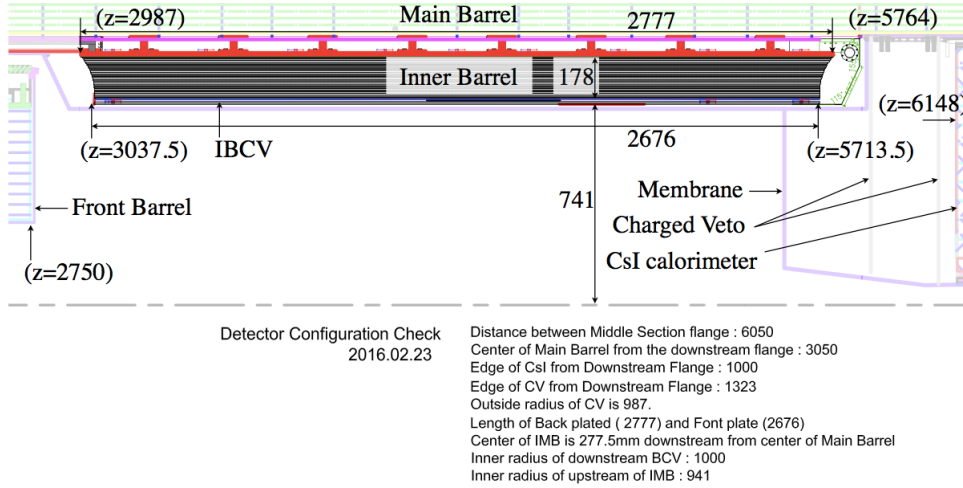 (z=2987)
Main Barrel
2777
(z=5764)
Inner Barrel
178
(z=6148)
(z=3037.5)
IBCV
2676
(z=5713.5)
741
Membrane
Front Barrel
Charged Veto
CsI calorimeter
(z=2750)
Detector Configuration Check
2016.02.23
Distance between Middle Section flange : 6050
Center of Main Barrel from the downstream flange : 3050
Edge of CsI from Downstream Flange : 1000
Edge of CV from Downstream Flange : 1323
Outside radius of CV is 987.
Length of Back plated ( 2777) and Font plate (2676)
Center of IMB is 277.5mm downstream from center of Main Barrel
Inner radius of downstream BCV : 1000
Inner radius of upstream of IMB : 941